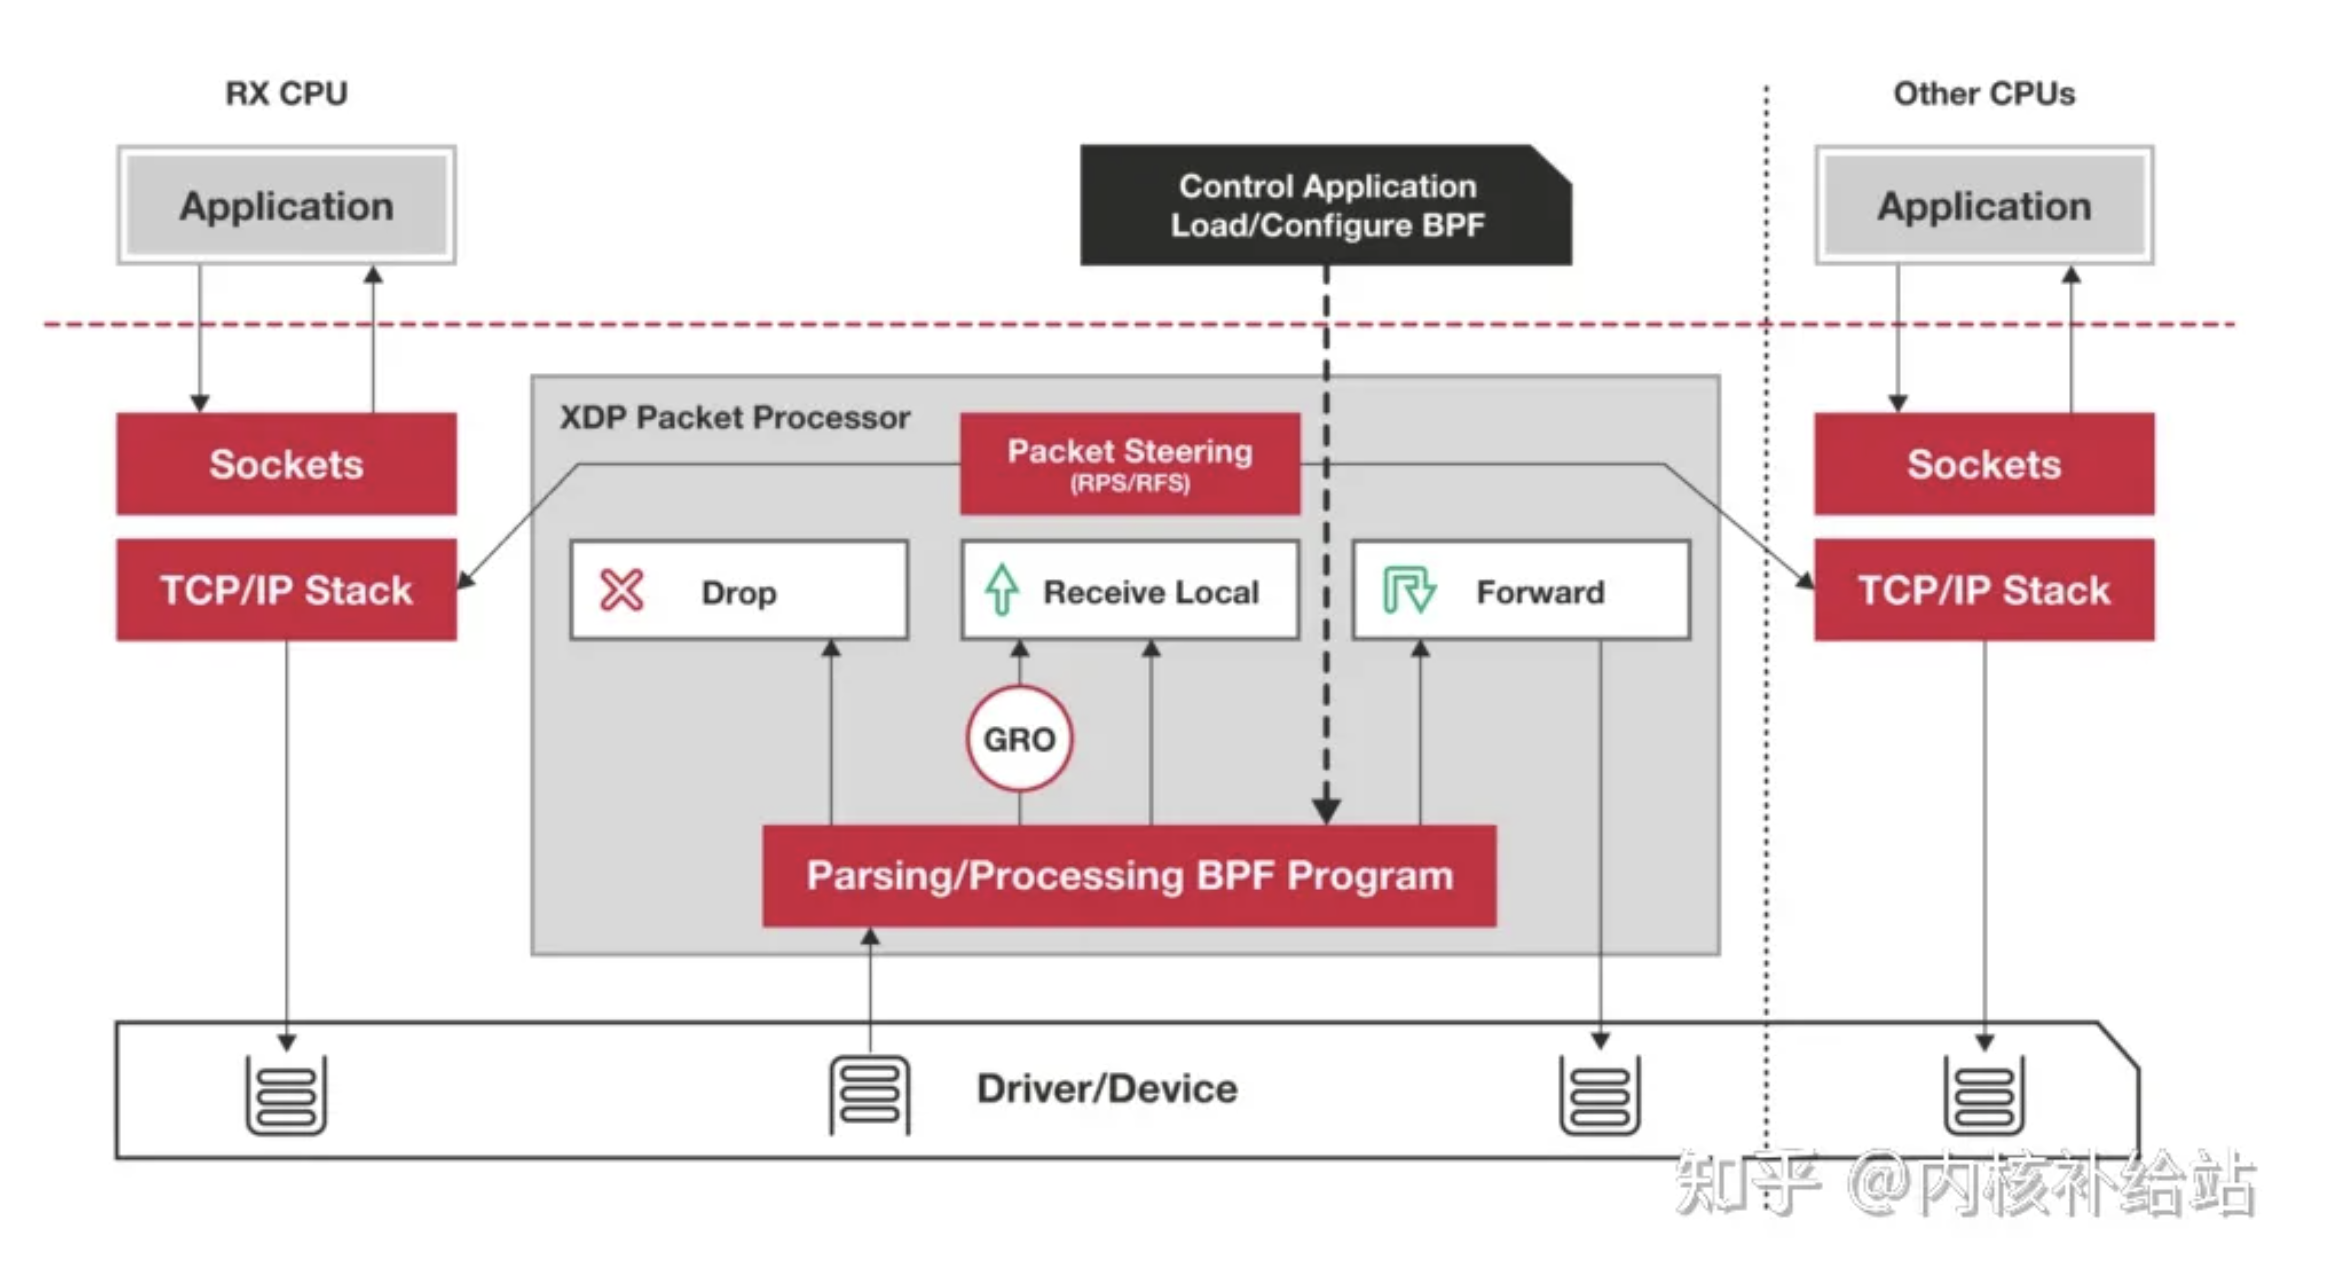 RX CPU
Other CPUs
Application
Control Application
Load/Configure BPF
Application
XDP Packet Processor
Sockets
Packet Steering
(RPS/RFS)
Sockets
TCP/IP Stack
Drop
Receive Local
Forward
TCP/IP Stack
GRO
Parsing/Processing BPF Program
Driver/Device
知乎 @内核补给站